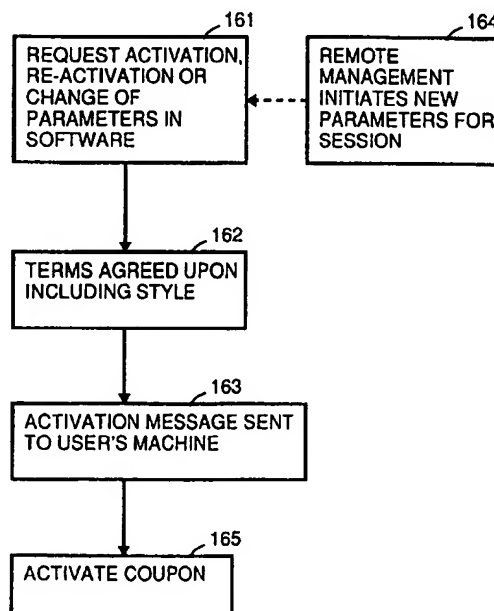 161
REQUEST ACTIVATION,
RE-ACTIVATION OR
CHANGE OF
PARAMETERS IN
SOFTWARE
164
REMOTE
MANAGEMENT
INITIATES NEW
PARAMETERS FOR
SESSION
162
TERMS AGREED UPON
INCLUDING STYLE
163
ACTIVATION MESSAGE SENT
TO USER'S MACHINE
165
ACTIVATE COUPON